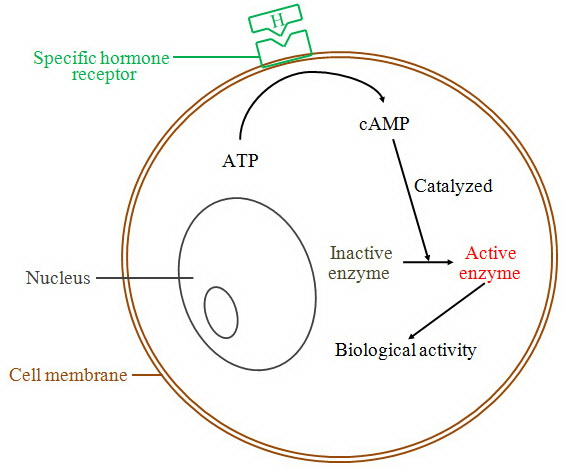 H
Specific hormone
receptor
cAMP
ATP
Catalyzed
Inactive
enzyme
Active
enzyme
Nucleus
Biological activity
Cell membrane